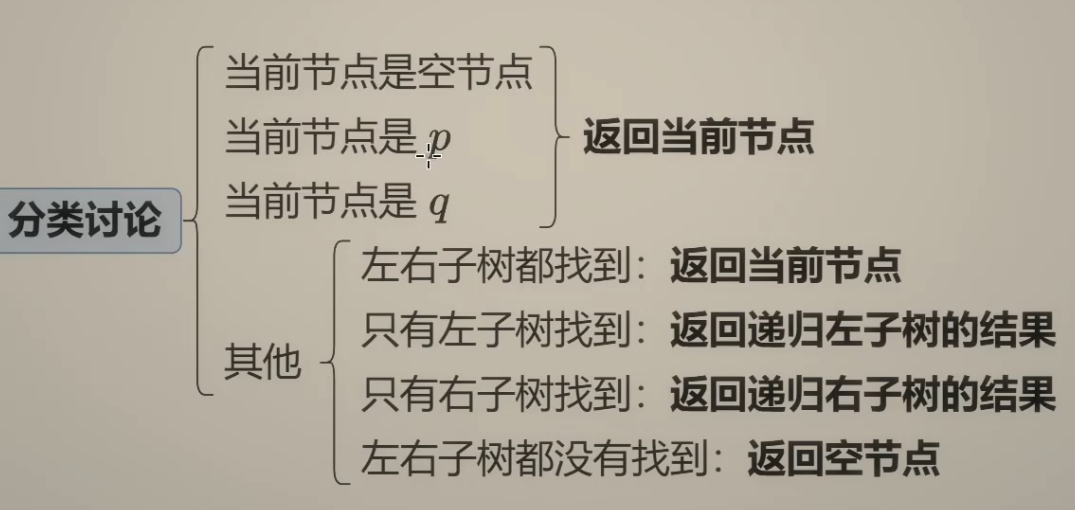 分类讨论
当前节点是空节点
当前节点是 p
当前节点是 q
返回当前节点
其他
左右子树都找到：返回当前节点
只有左子树找到：返回递归左子树的结果
只有右子树找到：返回递归右子树的结果
左右子树都没有找到：返回空节点